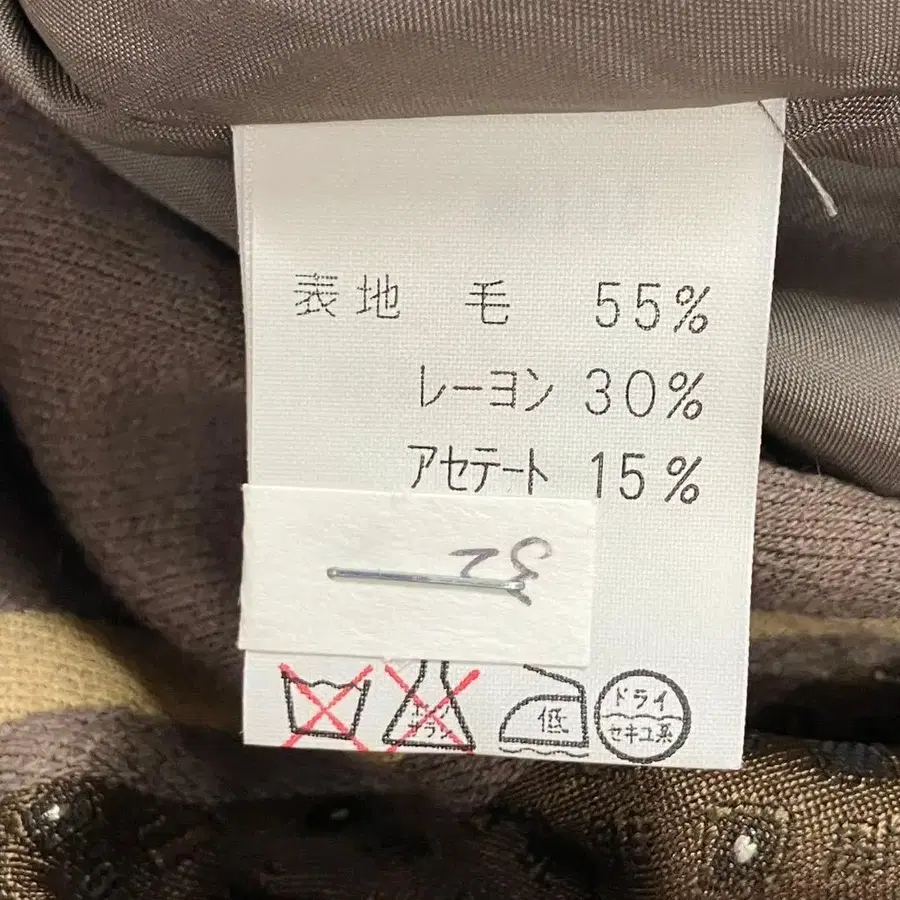 表地 毛 55%
レーヨン 30%
アセテート 15%
32
低
ドライ
セキユ系